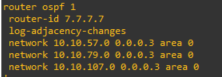 router ospf 1
router-id 7.7.7.7
log-adjacency-changes
network 10.10.57.0 0.0.0.3 area 0
network 10.10.79.0 0.0.0.3 area 0
network 10.10.107.0 0.0.0.3 area 0